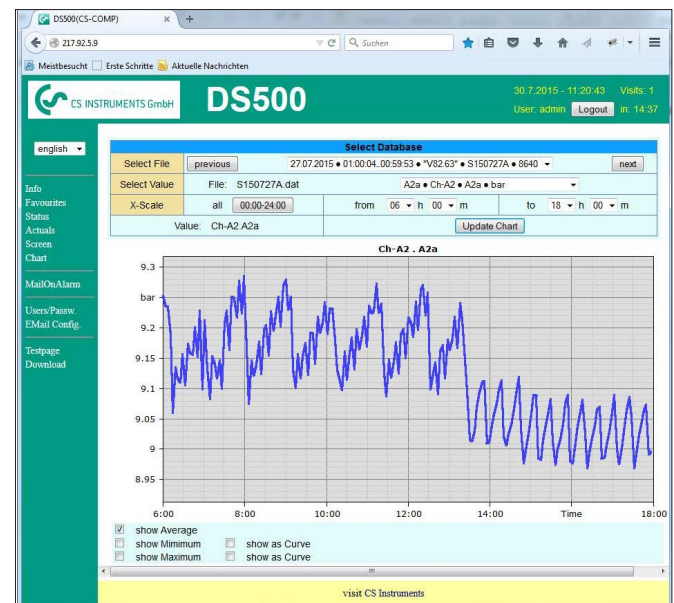 DS500(CS-COMP) × +
217.92.5.9 Suchen
Meistbesucht Erste Schritte Aktuelle Nachrichten
CS INSTRUMENTS GmbH
DS500
30.7.2015 - 11:20:43 Visits: 1
User: admin Logout in: 14:37
english
Info
Favourites
Status
Actuals
Screen
Chart
MailOnAlarm
Users/Passw.
EMail Config.
Testpage
Download
Select Database
Select File previous 27.07.2015 ● 01:00:04..00:59:53 ● "V82.63" ● S150727A ● 8640 next
Select Value File: S150727A.dat A2a ● Ch-A2 ● A2a ● bar
X-Scale all 00:00-24:00 from 06 h 00 m to 18 h 00 m
Value: Ch-A2.A2a Update Chart
Ch-A2 . A2a
9.3
bar
9.2
9.15
9.1
9.05
9
8.95
6:00 8:00 10:00 12:00 14:00 Time 18:00
show Average
show Mimimum show as Curve
show Maximum show as Curve
visit CS Instruments